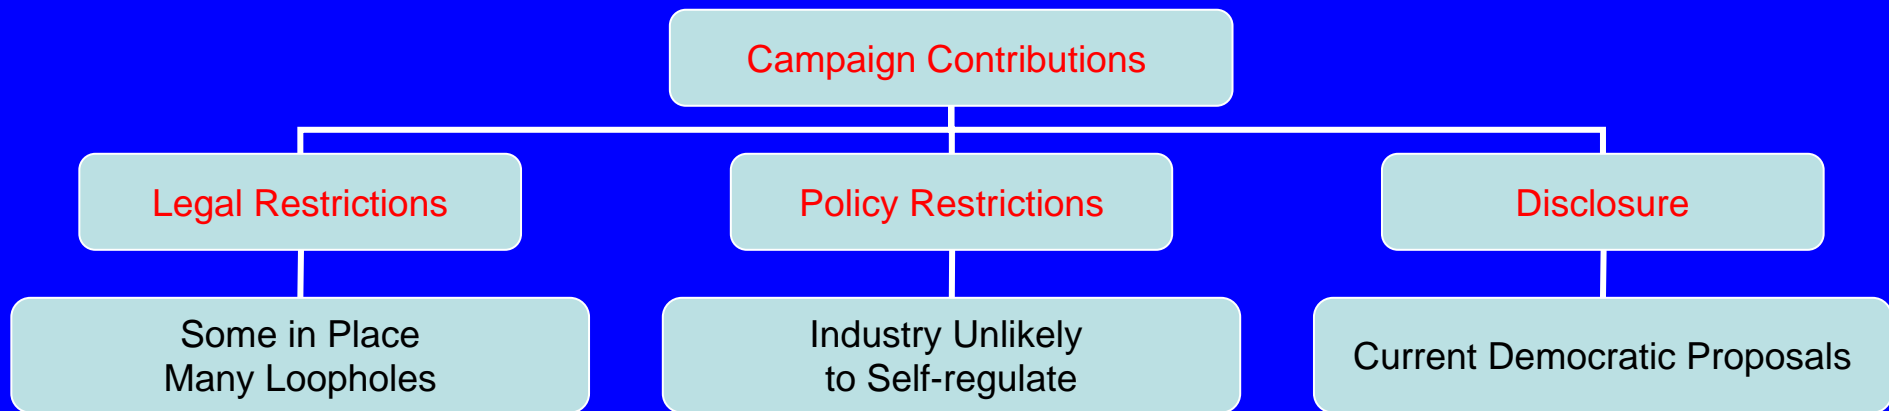 Campaign Contributions
Legal Restrictions
Policy Restrictions
Disclosure
Some in Place
Many Loopholes
Industry Unlikely
to Self-regulate
Current Democratic Proposals